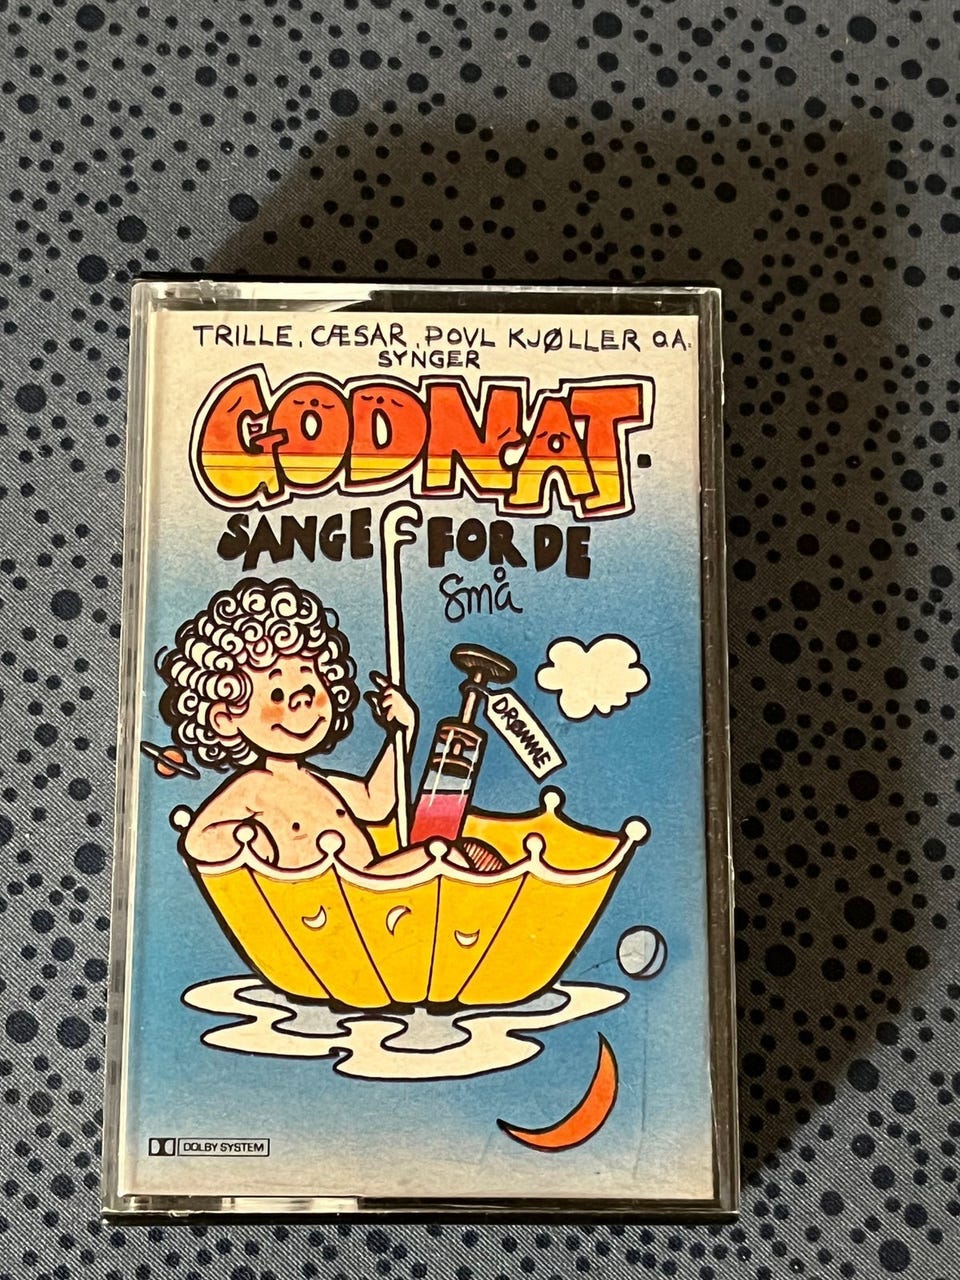 TRILLE, CÆSAR, POVL KJØLLER O.A.
SYNGER
GODNAT.
SANGE FOR DE
små
DRØMME
DOLBY SYSTEM